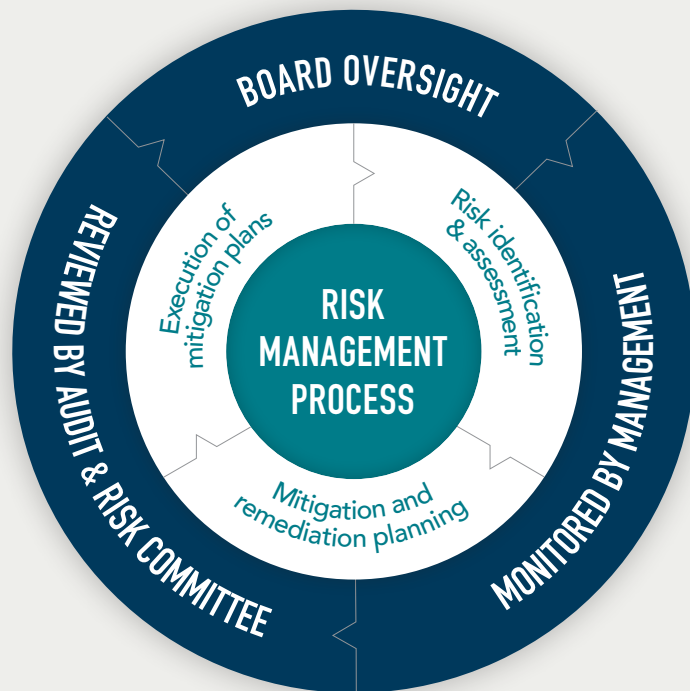 BOARD OVERSIGHT
MONITORED BY MANAGEMENT
REVIEWED BY AUDIT & RISK COMMITTEE
Risk identification
& assessment
Mitigation and
remediation planning
Execution of
mitigation plans
RISK
MANAGEMENT
PROCESS